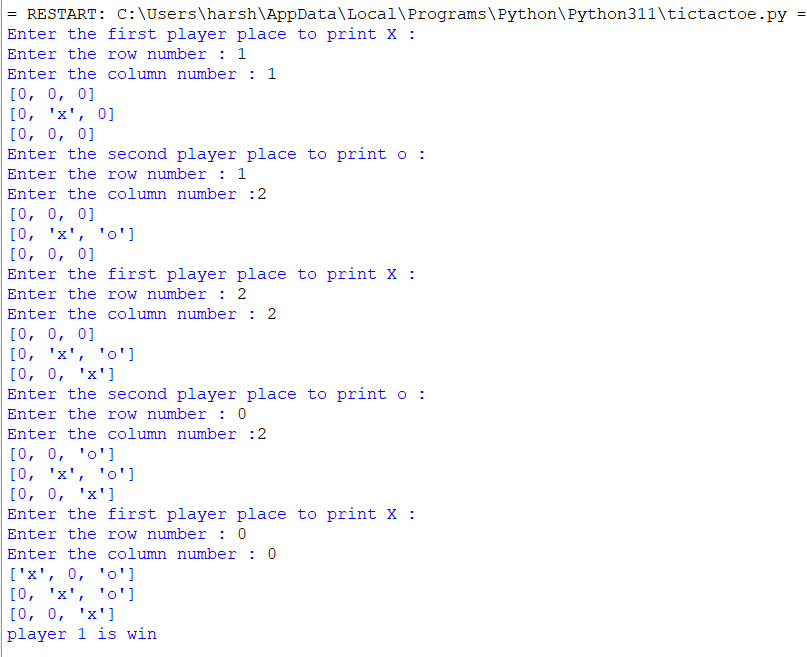 = RESTART: C:\Users\harsh\AppData\Local\Programs\Python\Python311\tictactoe.py =
Enter the first player place to print X :
Enter the row number : 1
Enter the column number : 1
[0, 0, 0]
[0, 'x', 0]
[0, 0, 0]
Enter the second player place to print o :
Enter the row number : 1
Enter the column number :2
[0, 0, 0]
[0, 'x', 'o']
[0, 0, 0]
Enter the first player place to print X :
Enter the row number : 2
Enter the column number : 2
[0, 0, 0]
[0, 'x', 'o']
[0, 0, 'x']
Enter the second player place to print o :
Enter the row number : 0
Enter the column number :2
[0, 0, 'o']
[0, 'x', 'o']
[0, 0, 'x']
Enter the first player place to print X :
Enter the row number : 0
Enter the column number : 0
['x', 0, 'o']
[0, 'x', 'o']
[0, 0, 'x']
player 1 is win